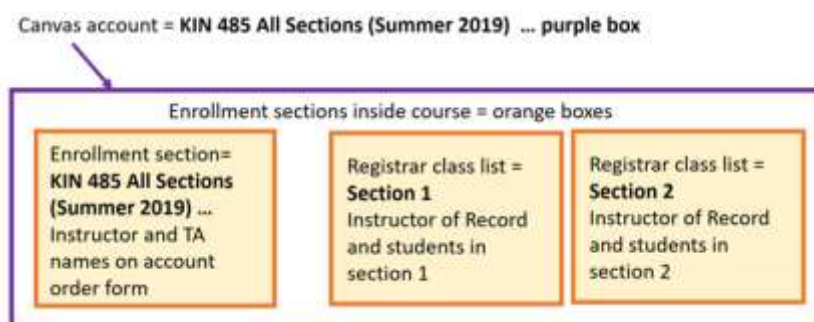 Canvas account = KIN 485 All Sections (Summer 2019) ... purple box
Enrollment sections inside course = orange boxes
Enrollment section=
KIN 485 All Sections
(Summer 2019) ...
Instructor and TA
names on account
order form
Registrar class list =
Section 1
Instructor of Record
and students in
section 1
Registrar class list =
Section 2
Instructor of Record
and students in
section 2